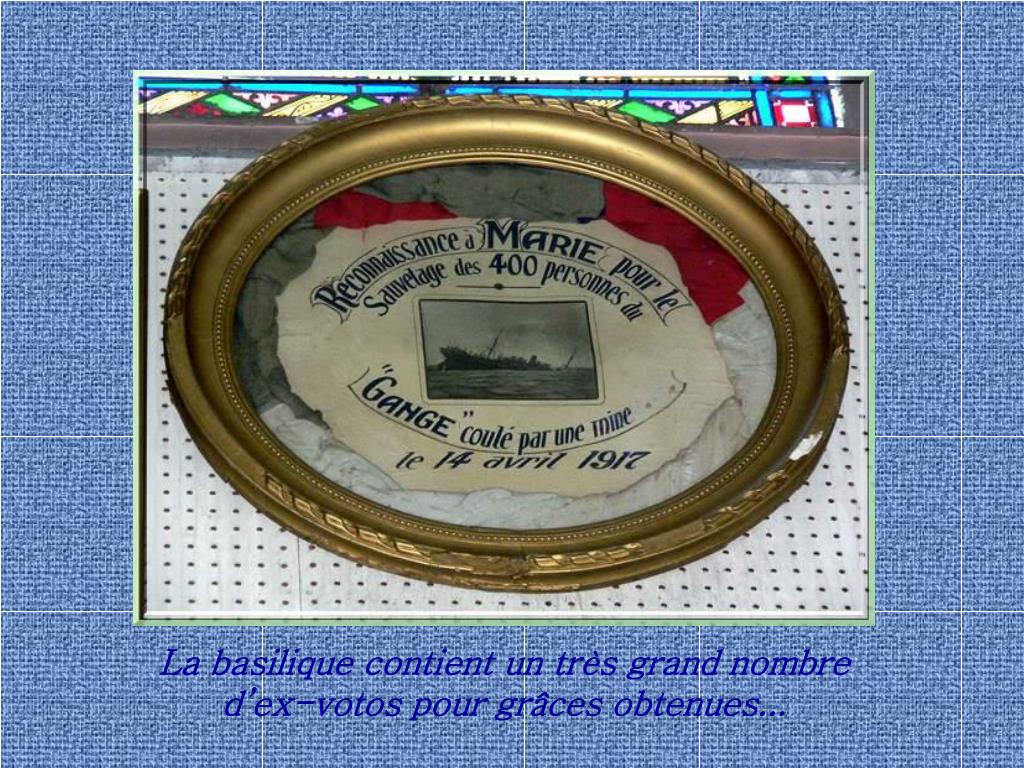 Reconnaissance à MARIE pour le
Sauvetage des 400 personnes du
"GANGE" coulé par une mine
le 14 avril 1917
La basilique contient un très grand nombre
d'ex-votos pour grâces obtenues...